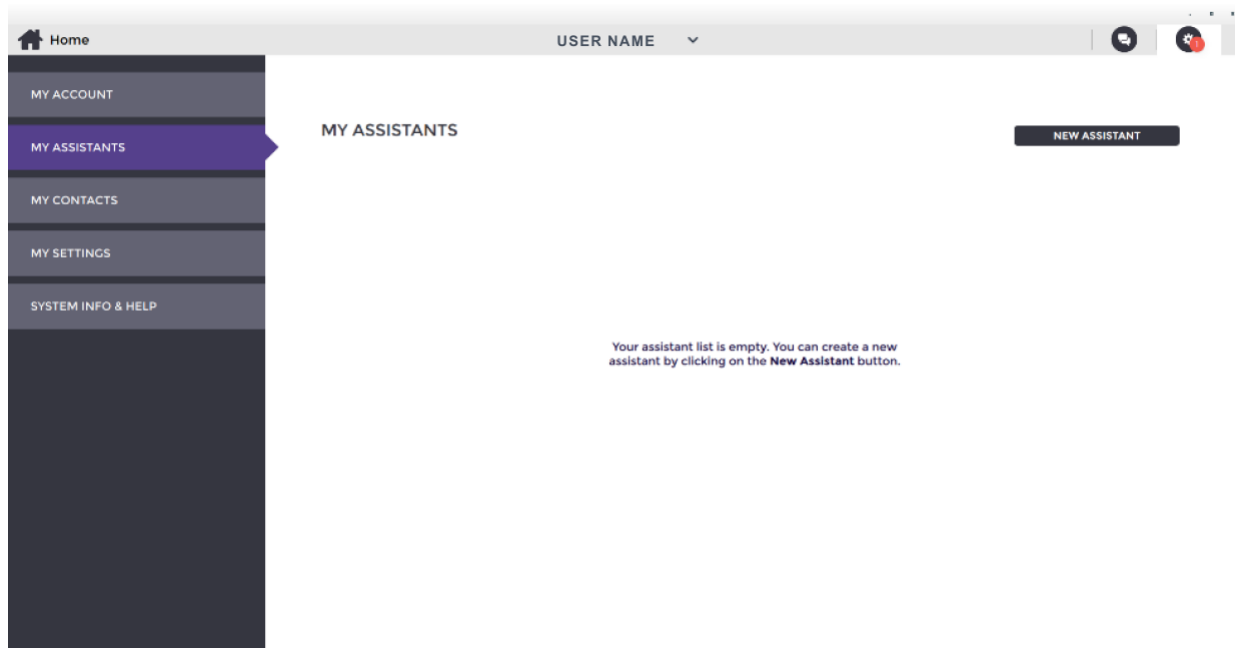 Home
USER NAME
MY ACCOUNT
MY ASSISTANTS
MY CONTACTS
MY SETTINGS
SYSTEM INFO & HELP
MY ASSISTANTS
NEW ASSISTANT
Your assistant list is empty. You can create a new
assistant by clicking on the New Assistant button.